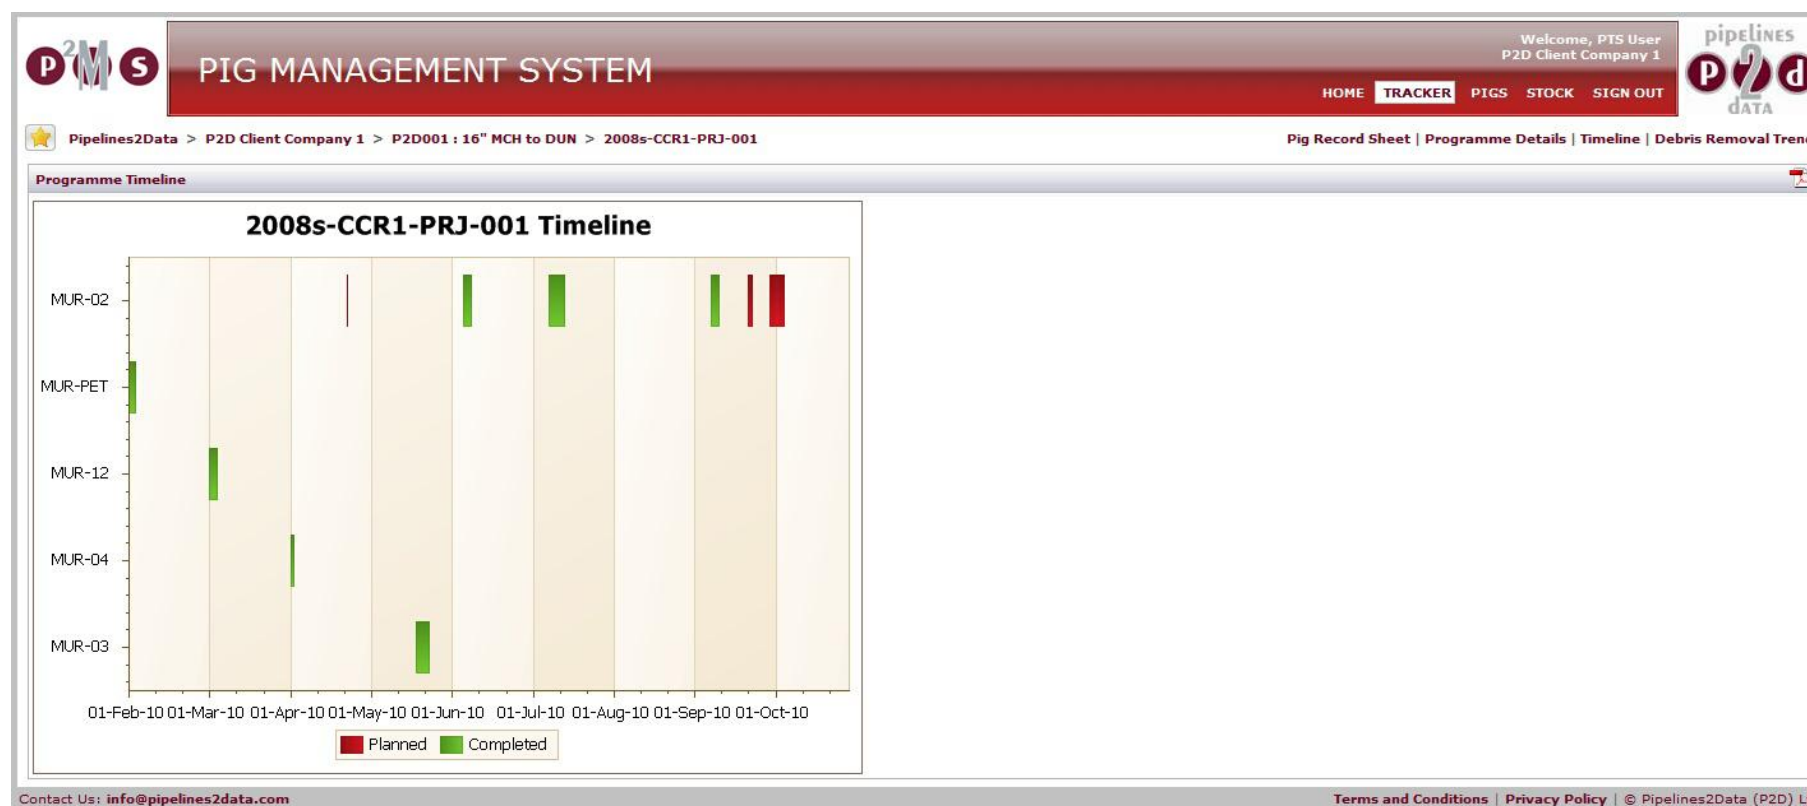 P2MS
PIG MANAGEMENT SYSTEM
Welcome, PTS User
P2D Client Company 1
HOME TRACKER PIGS STOCK SIGN OUT
pipelines
P2d
data
Pipelines2Data > P2D Client Company 1 > P2D001 : 16" MCH to DUN > 2008s-CCR1-PRJ-001
Pig Record Sheet | Programme Details | Timeline | Debris Removal Tren
Programme Timeline
2008s-CCR1-PRJ-001 Timeline
MUR-02
MUR-PET
MUR-12
MUR-04
MUR-03
01-Feb-10 01-Mar-10 01-Apr-10 01-May-10 01-Jun-10 01-Jul-10 01-Aug-10 01-Sep-10 01-Oct-10
Planned Completed
Contact Us: info@pipelines2data.com
Terms and Conditions | Privacy Policy | © Pipelines2Data (P2D) L